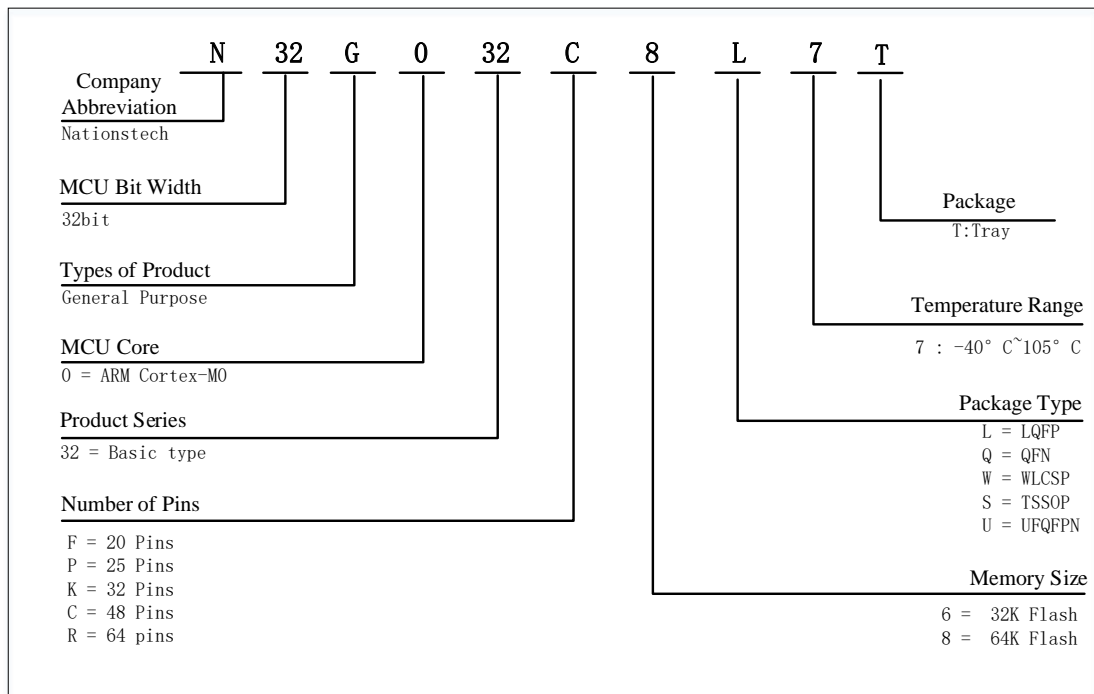 N 32 G 0 32 C 8 L 7 T
Company
Abbreviation
Nationstech
MCU Bit Width
32bit
Types of Product
General Purpose
MCU Core
0 = ARM Cortex-M0
Product Series
32 = Basic type
Number of Pins
F = 20 Pins
P = 25 Pins
K = 32 Pins
C = 48 Pins
R = 64 pins
Package
T:Tray
Temperature Range
7 : -40° C~105° C
Package Type
L = LQFP
Q = QFN
W = WLCSP
S = TSSOP
U = UFQFPN
Memory Size
6 = 32K Flash
8 = 64K Flash